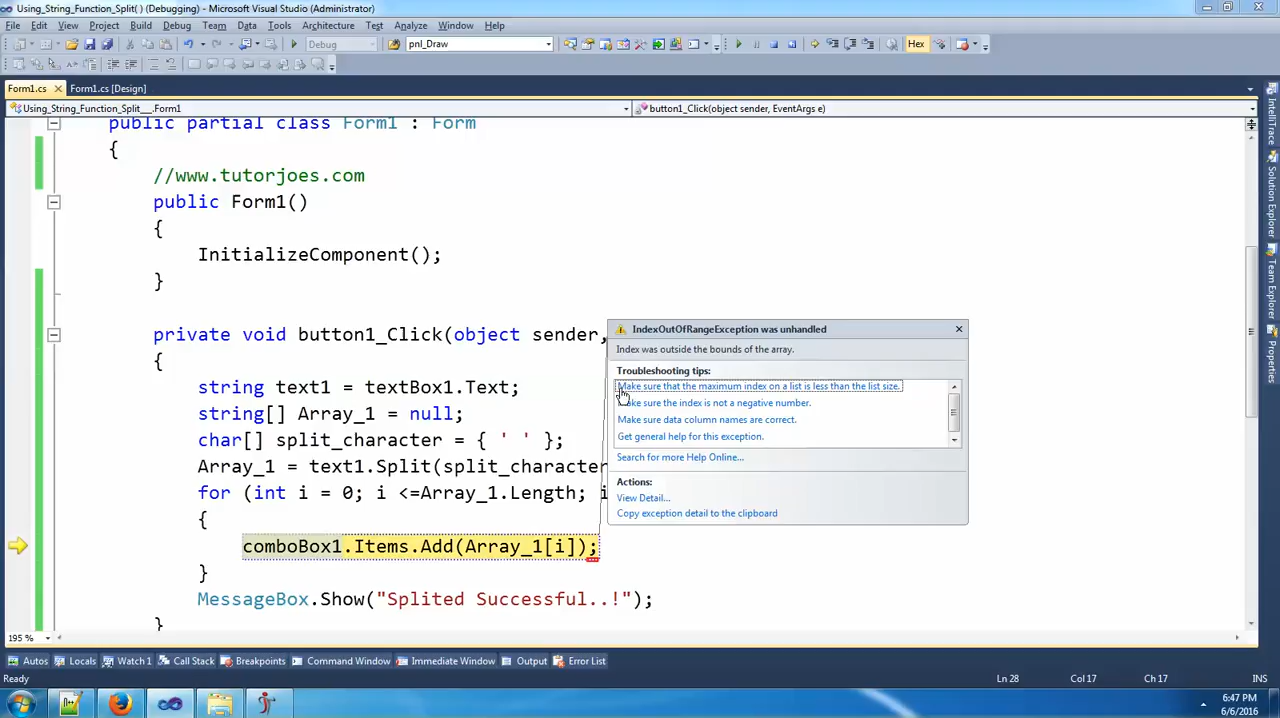 Using_String_Function_Split( ) (Debugging) - Microsoft Visual Studio (Administrator)
File Edit View Project Build Debug Team Data Tools Architecture Test Analyze Window Help
Debug pnl_Draw Hex
Form1.cs Form1.cs [Design]
Using_String_Function_Split__.Form1 button1_Click(object sender, EventArgs e)
public partial class Form1 : Form
{
//www.tutorjoes.com
public Form1()
{
InitializeComponent();
}
private void button1_Click(object sender,
{
string text1 = textBox1.Text;
string[] Array_1 = null;
char[] split_character = { ' ' };
Array_1 = text1.Split(split_character
for (int i = 0; i <=Array_1.Length; i
{
comboBox1.Items.Add(Array_1[i]);
}
MessageBox.Show("Splited Successful..!");
}
IndexOutOfRangeException was unhandled
Index was outside the bounds of the array.
Troubleshooting tips:
Make sure that the maximum index on a list is less than the list size.
Make sure the index is not a negative number.
Make sure data column names are correct.
Get general help for this exception.
Search for more Help Online...
Actions:
View Detail...
Copy exception detail to the clipboard
IntelliTrace
Solution Explorer
Team Explorer
Properties
195 %
Autos Locals Watch 1 Call Stack Breakpoints Command Window Immediate Window Output Error List
Ready Ln 28 Col 17 Ch 17 INS
6:47 PM
6/6/2016